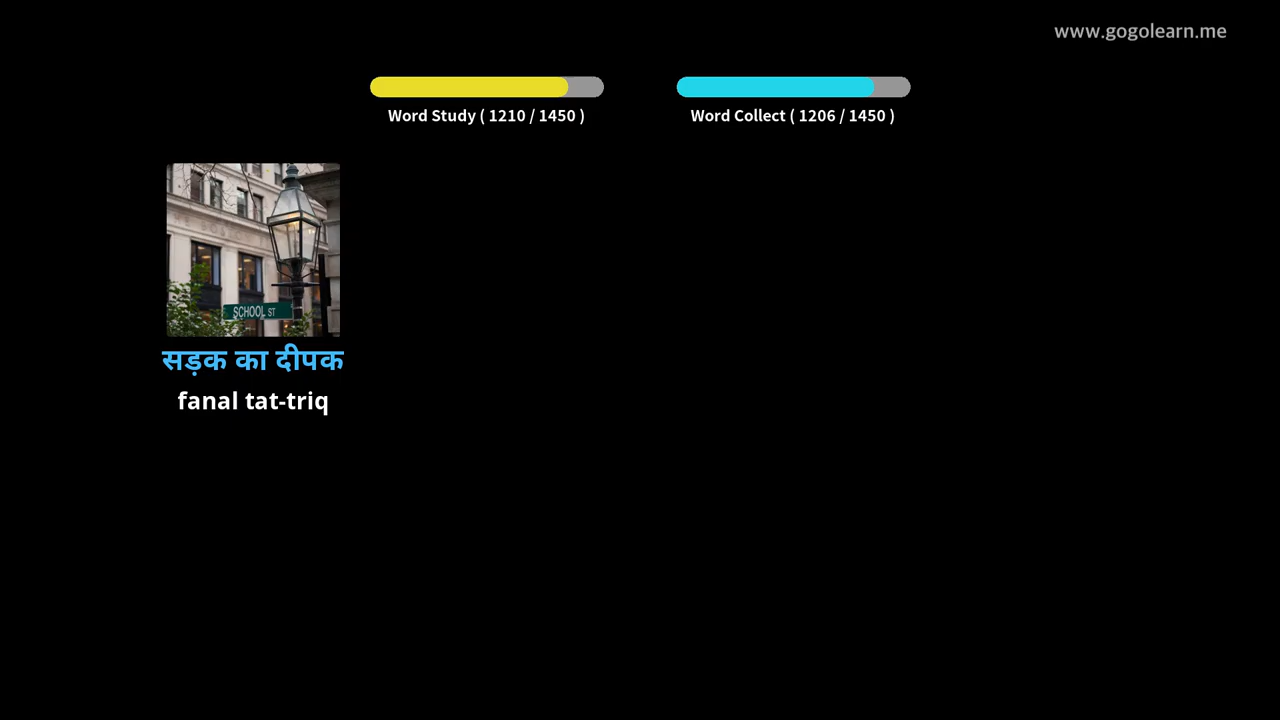 www.gogolearn.me
Word Study ( 1210 / 1450 )
Word Collect ( 1206 / 1450 )
SCHOOL ST
सड़क का दीपक
fanal tat-triq